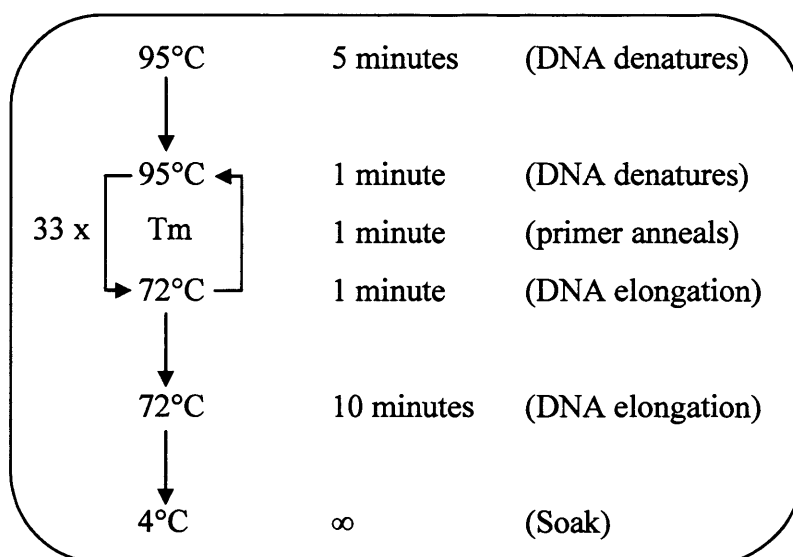 95°C 5 minutes (DNA denatures)
95°C 1 minute (DNA denatures)
33 x Tm 1 minute (primer anneals)
72°C 1 minute (DNA elongation)
72°C 10 minutes (DNA elongation)
4°C ∞ (Soak)